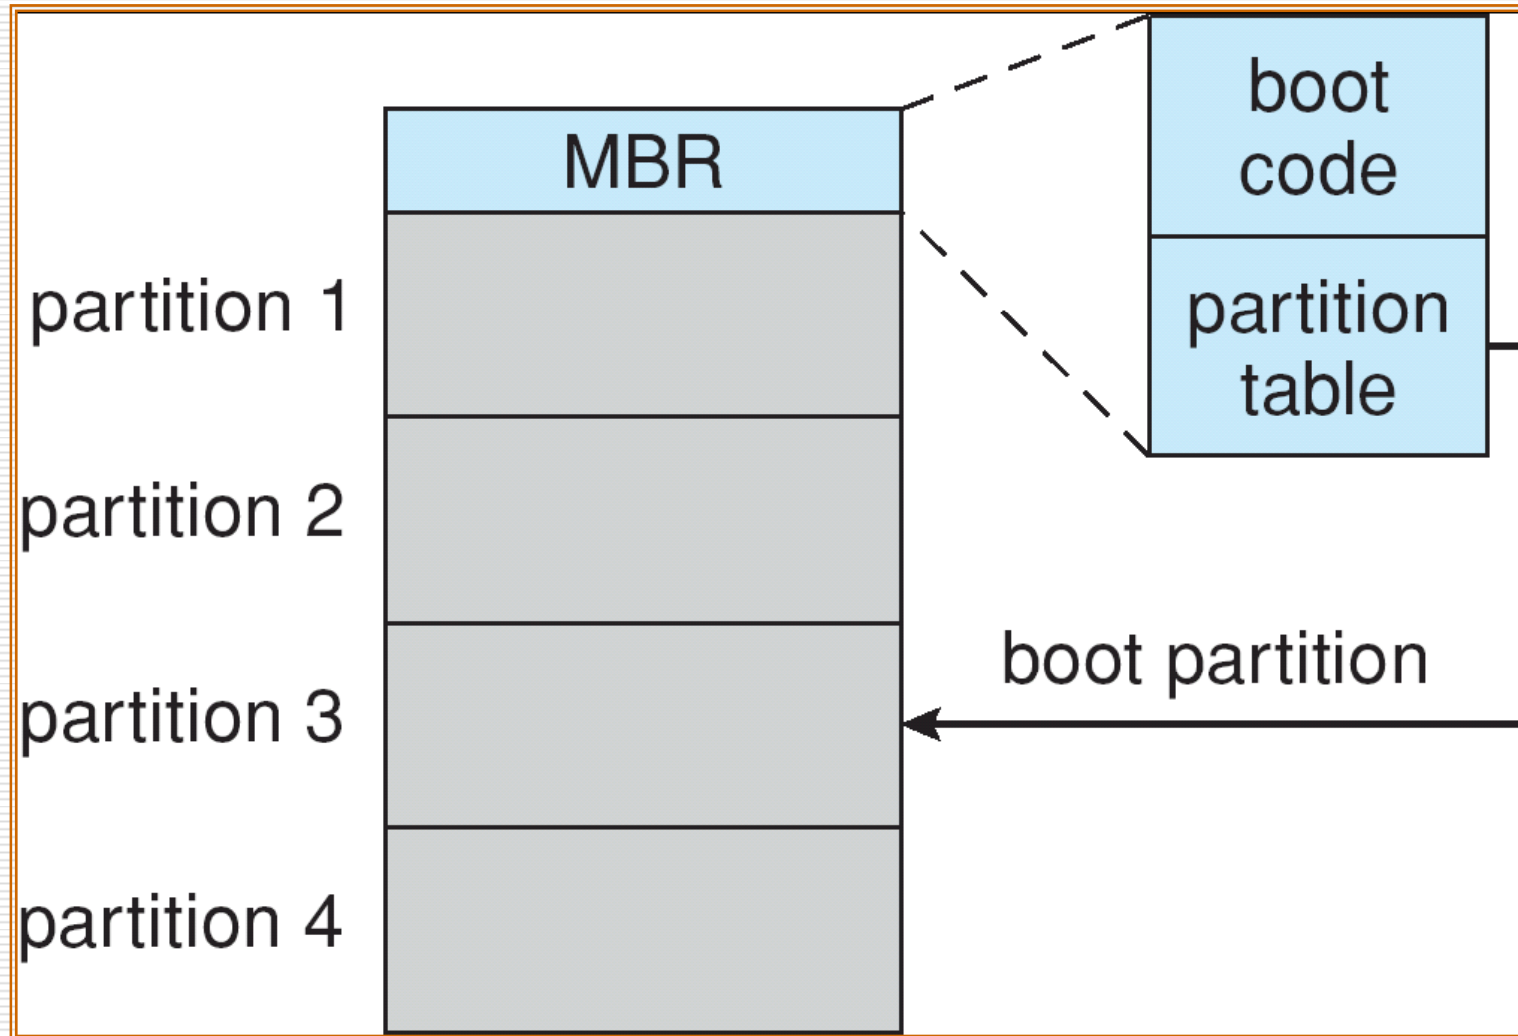 MBR
boot
code
partition
table
partition 1
partition 2
boot partition
partition 3
partition 4